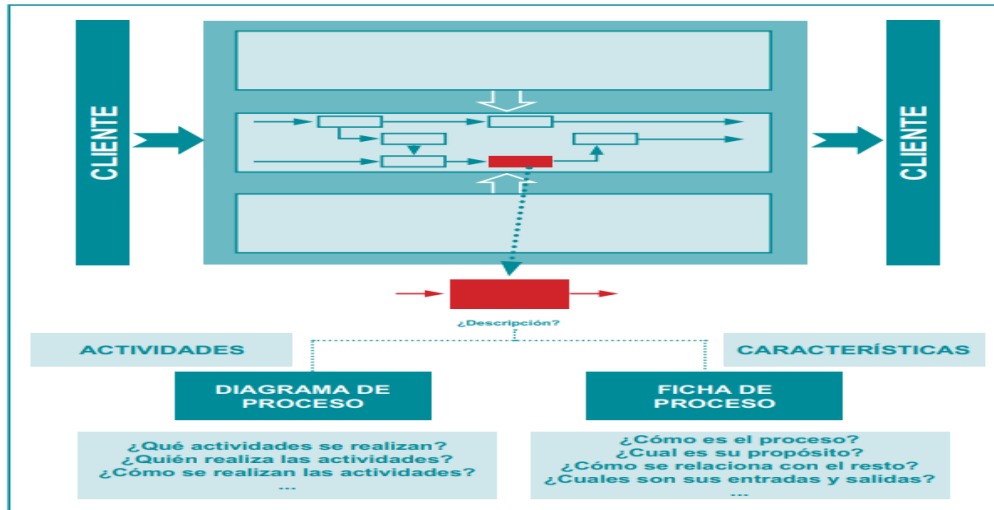 CLIENTE
CLIENTE
¿Descripción?
ACTIVIDADES
CARACTERÍSTICAS
DIAGRAMA DE
PROCESO
FICHA DE
PROCESO
¿Qué actividades se realizan?
¿Quién realiza las actividades?
¿Cómo se realizan las actividades?
...
¿Cómo es el proceso?
¿Cual es su propósito?
¿Cómo se relaciona con el resto?
¿Cuales son sus entradas y salidas?
...